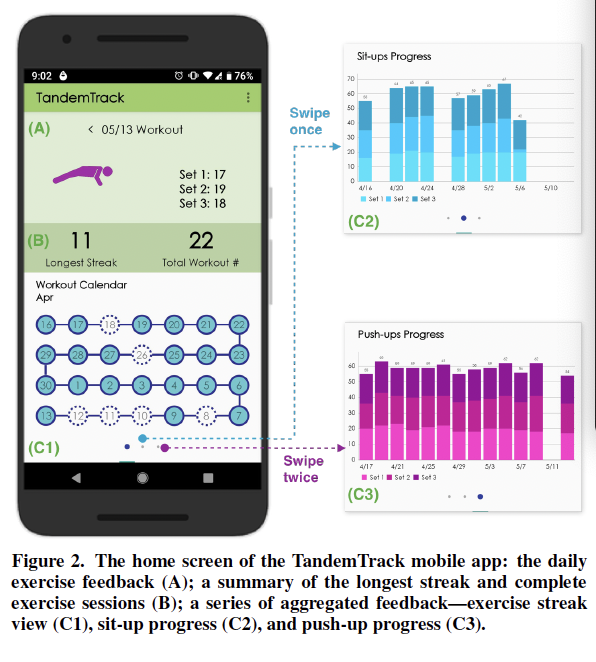 9:02 76%
TandemTrack
(A) < 05/13 Workout
Set 1: 17
Set 2: 19
Set 3: 18
(B) 11 22
Longest Streak Total Workout #
Workout Calendar
Apr
16 17 18 19 20 21 22
29 28 27 26 25 24 23
30 1 2 3 4 5 6
13 12 11 10 9 8 7
(C1)
Swipe
once
Sit-ups Progress
70
60
50
40
30
20
10
0
4/16 4/20 4/24 4/28 5/2 5/6 5/10
Set 1 Set 2 Set 3
(C2)
Swipe
twice
Push-ups Progress
60
50
40
30
20
10
0
4/17 4/21 4/25 4/29 5/3 5/7 5/11
Set 1 Set 2 Set 3
(C3)
Figure 2. The home screen of the TandemTrack mobile app: the daily
exercise feedback (A); a summary of the longest streak and complete
exercise sessions (B); a series of aggregated feedback—exercise streak
view (C1), sit-up progress (C2), and push-up progress (C3).